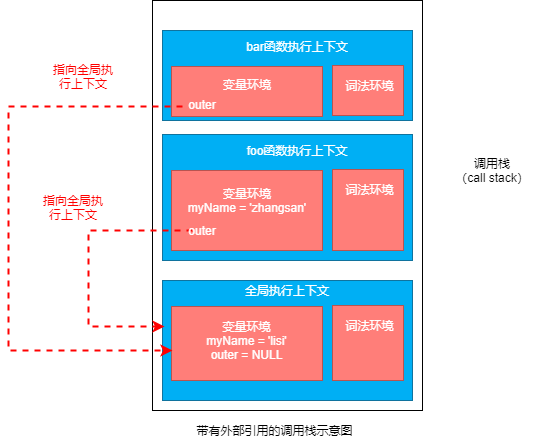 bar函数执行上下文
指向全局执
行上下文
变量环境
词法环境
outer
foo函数执行上下文
调用栈
(call stack)
变量环境
词法环境
myName = 'zhangsan'
指向全局执
行上下文
outer
全局执行上下文
变量环境
词法环境
myName = 'lisi'
outer = NULL
带有外部引用的调用栈示意图